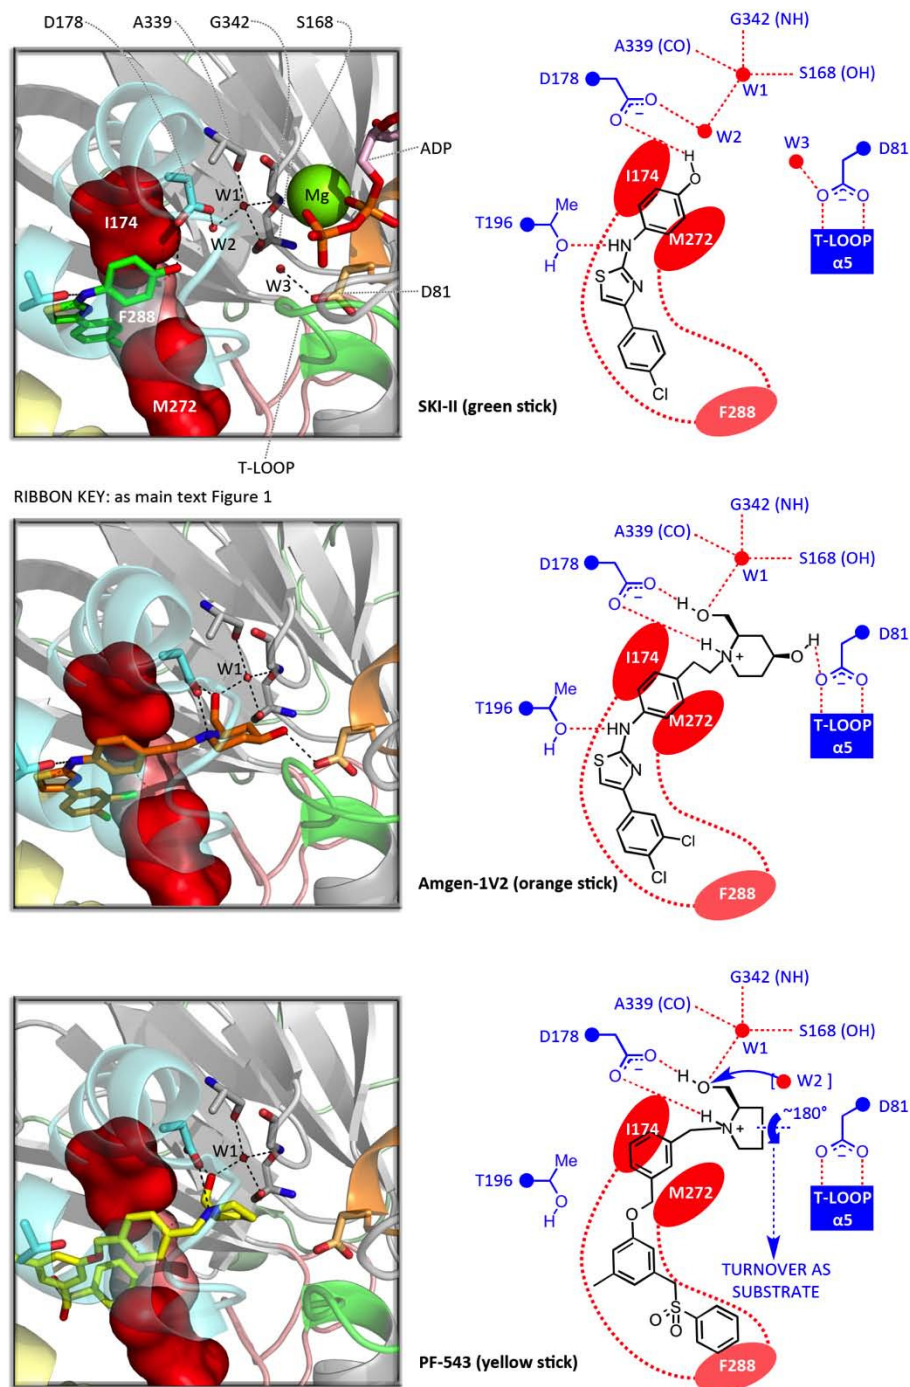 D178
A339
G342
S168
ADP
Mg
I174
W1
W2
F288
W3
D81
M272
T-LOOP
SKI-II (green stick)
G342 (NH)
A339 (CO)
D178
S168 (OH)
W1
W2
W3
D81
O
O
−
H
O
I174
T196
Me
O
H
HN
M272
S
N
O
O
−
T-LOOP
α5
Cl
F288
RIBBON KEY: as main text Figure 1
W1
Amgen-1V2 (orange stick)
G342 (NH)
A339 (CO)
D178
S168 (OH)
W1
O
O
−
H
O
H
N
+
H
O
D81
I174
T196
Me
O
H
HN
M272
S
N
O
O
−
T-LOOP
α5
Cl
Cl
F288
W1
PF-543 (yellow stick)
G342 (NH)
A339 (CO)
D178
S168 (OH)
W1
O
O
−
H
O
[ W2 ]
H
N
+
~180°
D81
I174
T196
Me
O
H
M272
O
O
−
T-LOOP
α5
O
TURNOVER AS
SUBSTRATE
S
O
O
F288